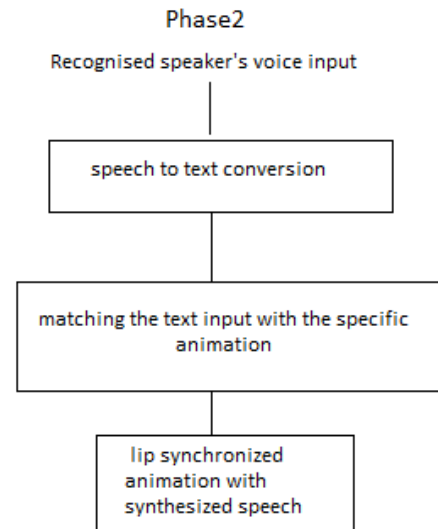 Phase2
Recognised speaker's voice input
speech to text conversion
matching the text input with the specific
animation
lip synchronized
animation with
synthesized speech